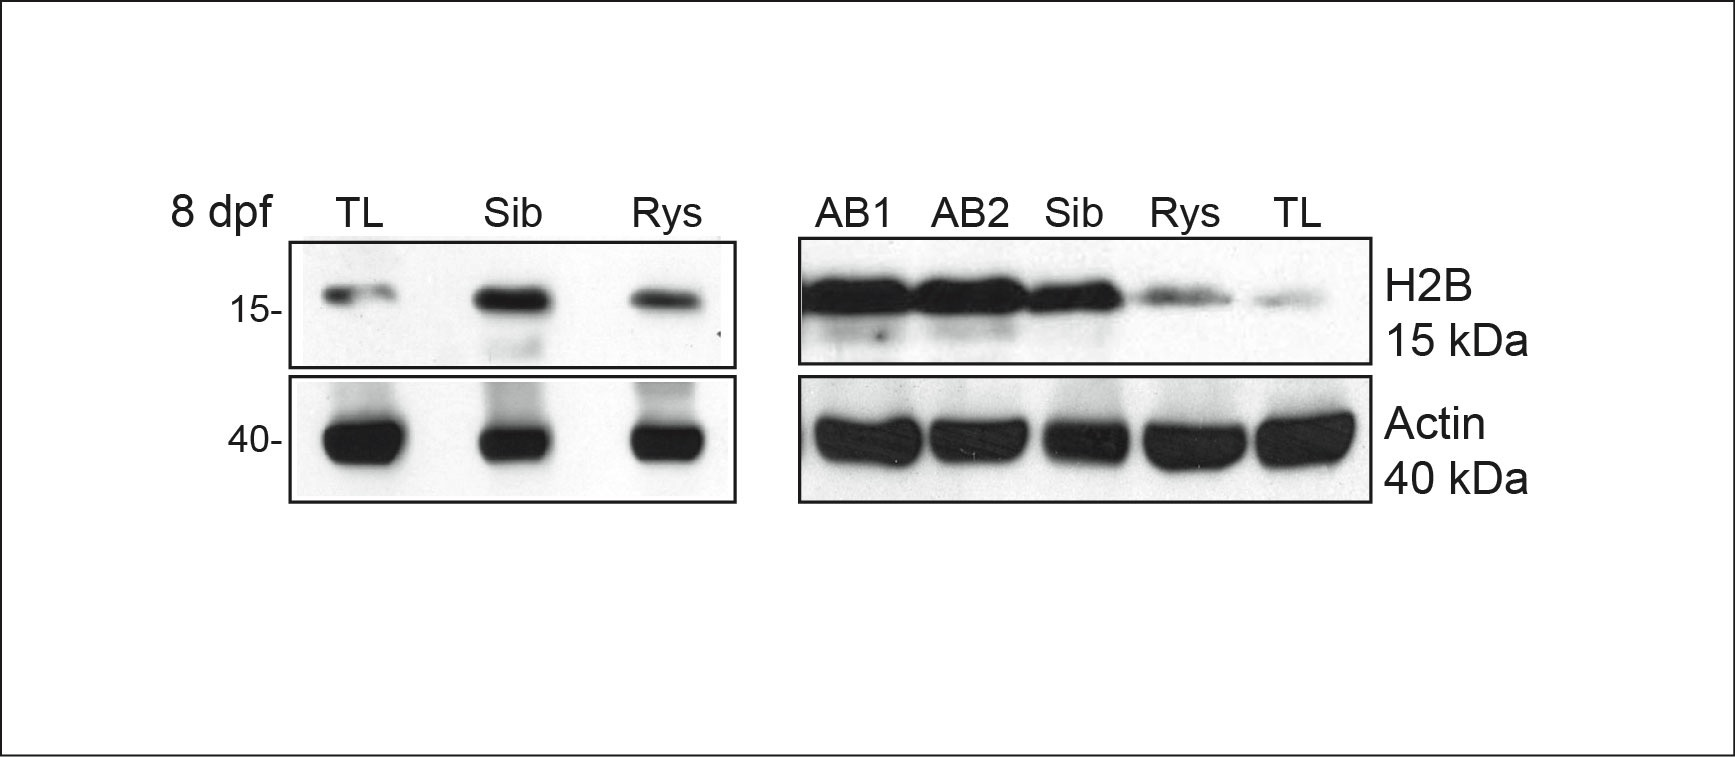 8 dpf TL Sib Rys AB1 AB2 Sib Rys TL
15- H2B
15 kDa
40- Actin
40 kDa